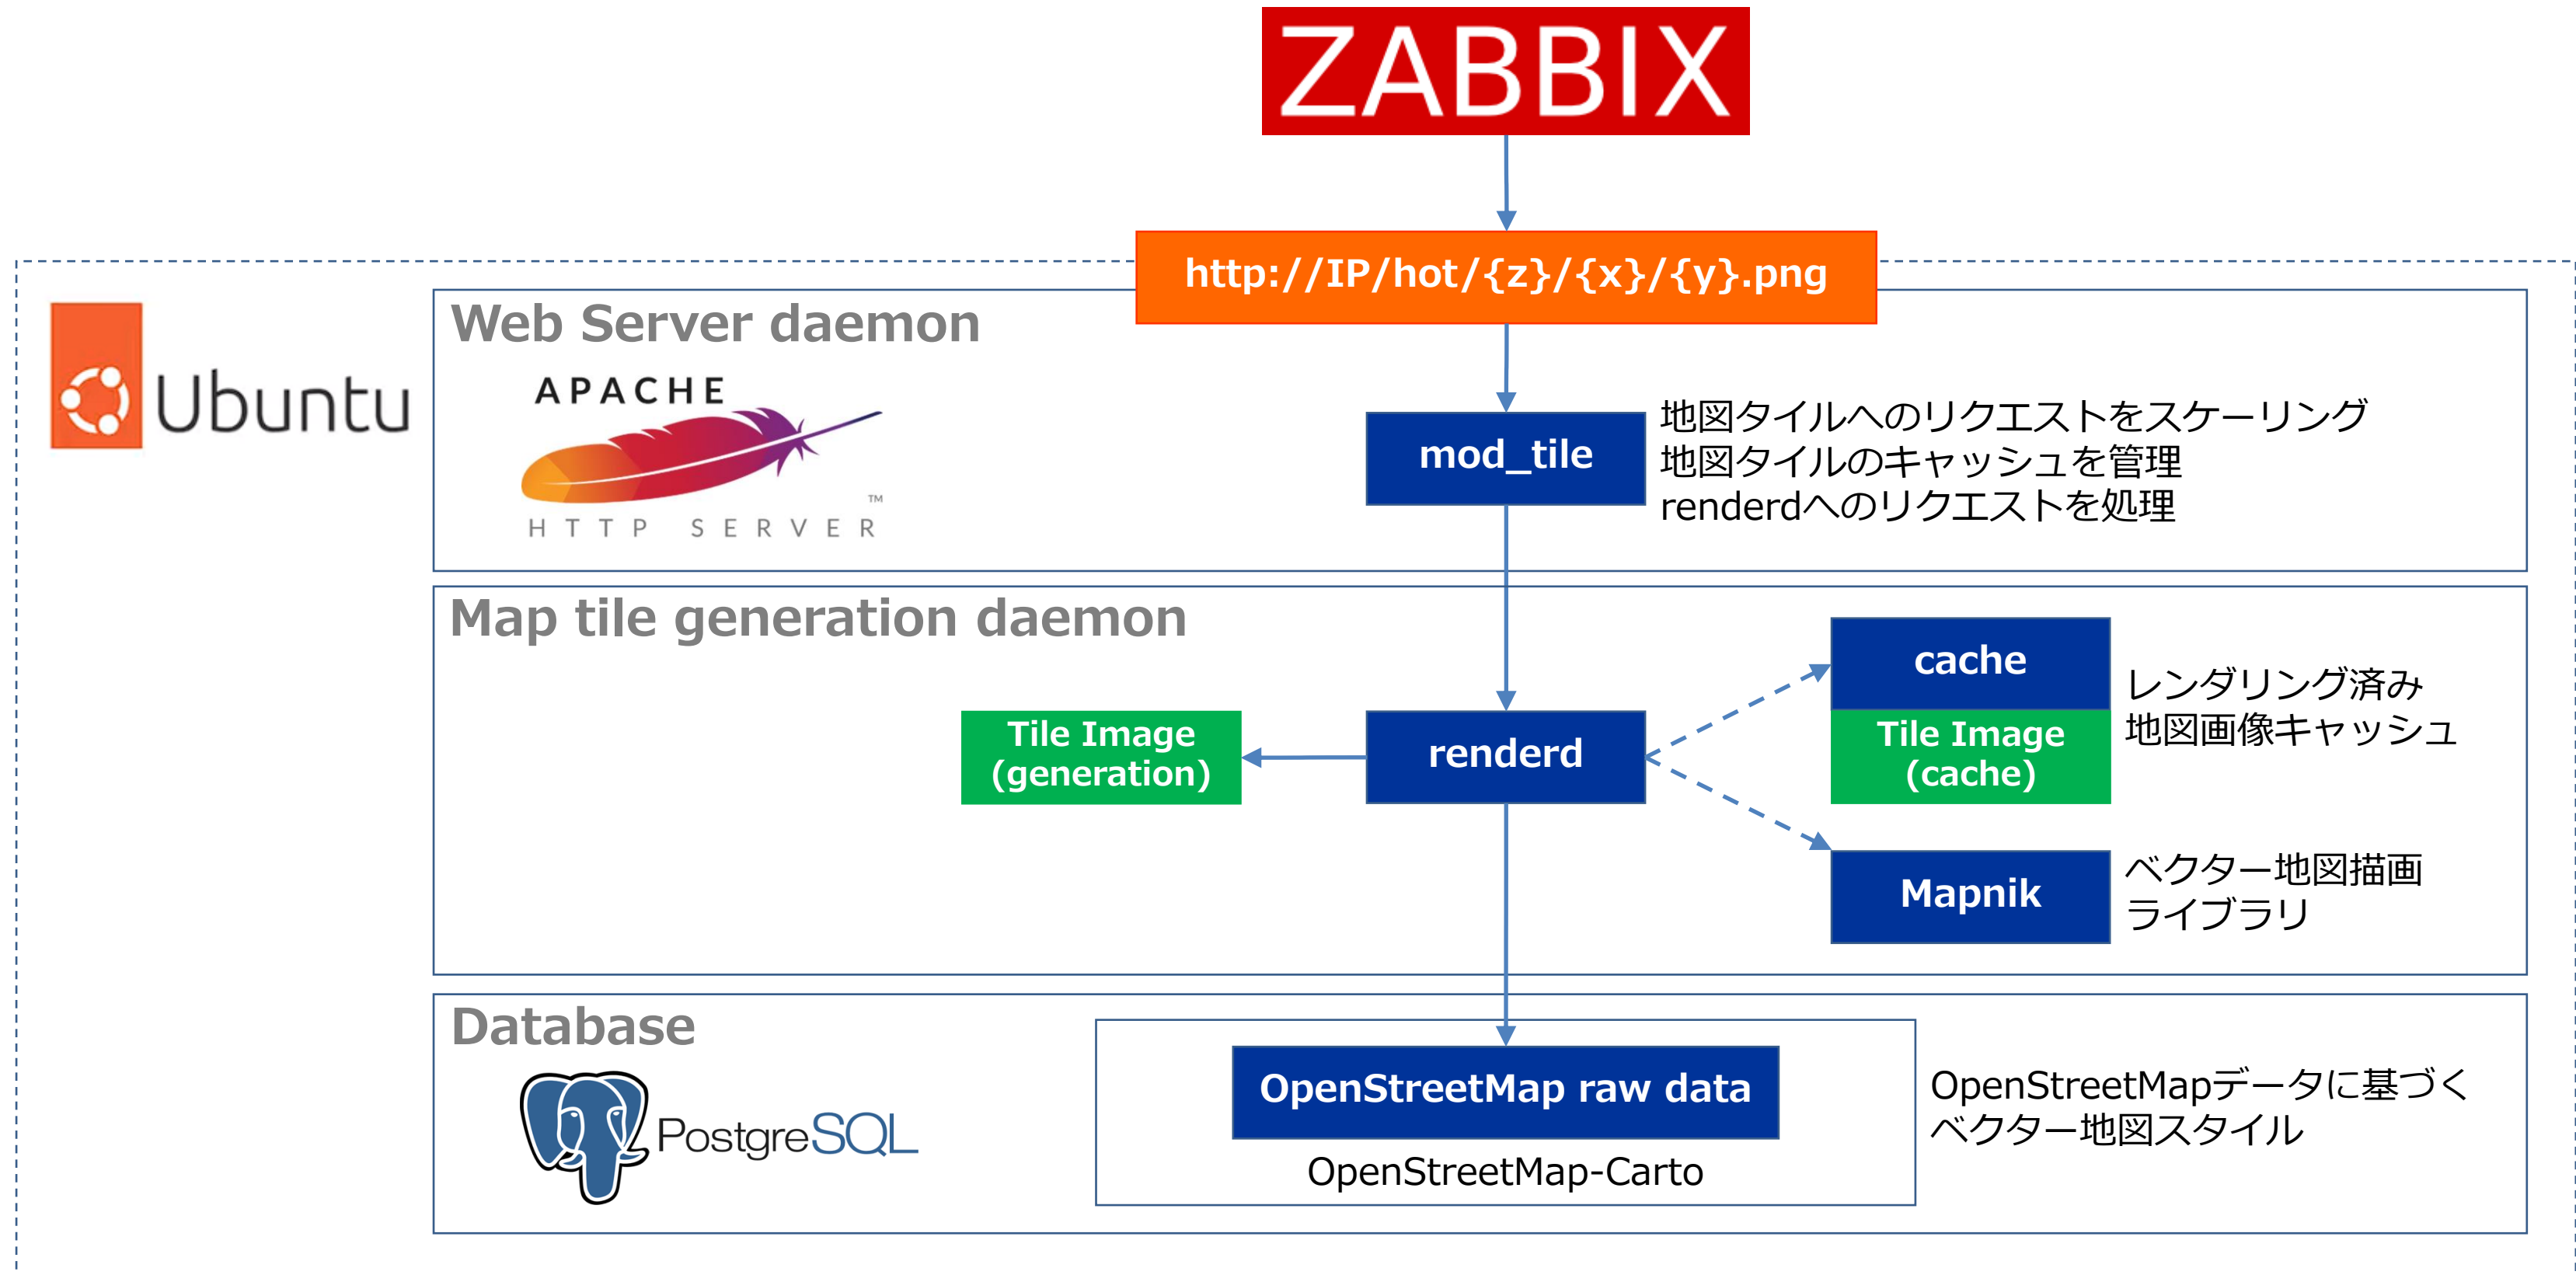 ZABBIX
http://IP/hot/{z}/{x}/{y}.png
Ubuntu
Web Server daemon
APACHE
HTTP SERVER
TM
mod_tile
地図タイルへのリクエストをスケーリング
地図タイルのキャッシュを管理
renderdへのリクエストを処理
Map tile generation daemon
Tile Image
(generation)
renderd
cache
Tile Image
(cache)
レンダリング済み
地図画像キャッシュ
Mapnik
ベクター地図描画
ライブラリ
Database
PostgreSQL
OpenStreetMap raw data
OpenStreetMap-Carto
OpenStreetMapデータに基づく
ベクター地図スタイル